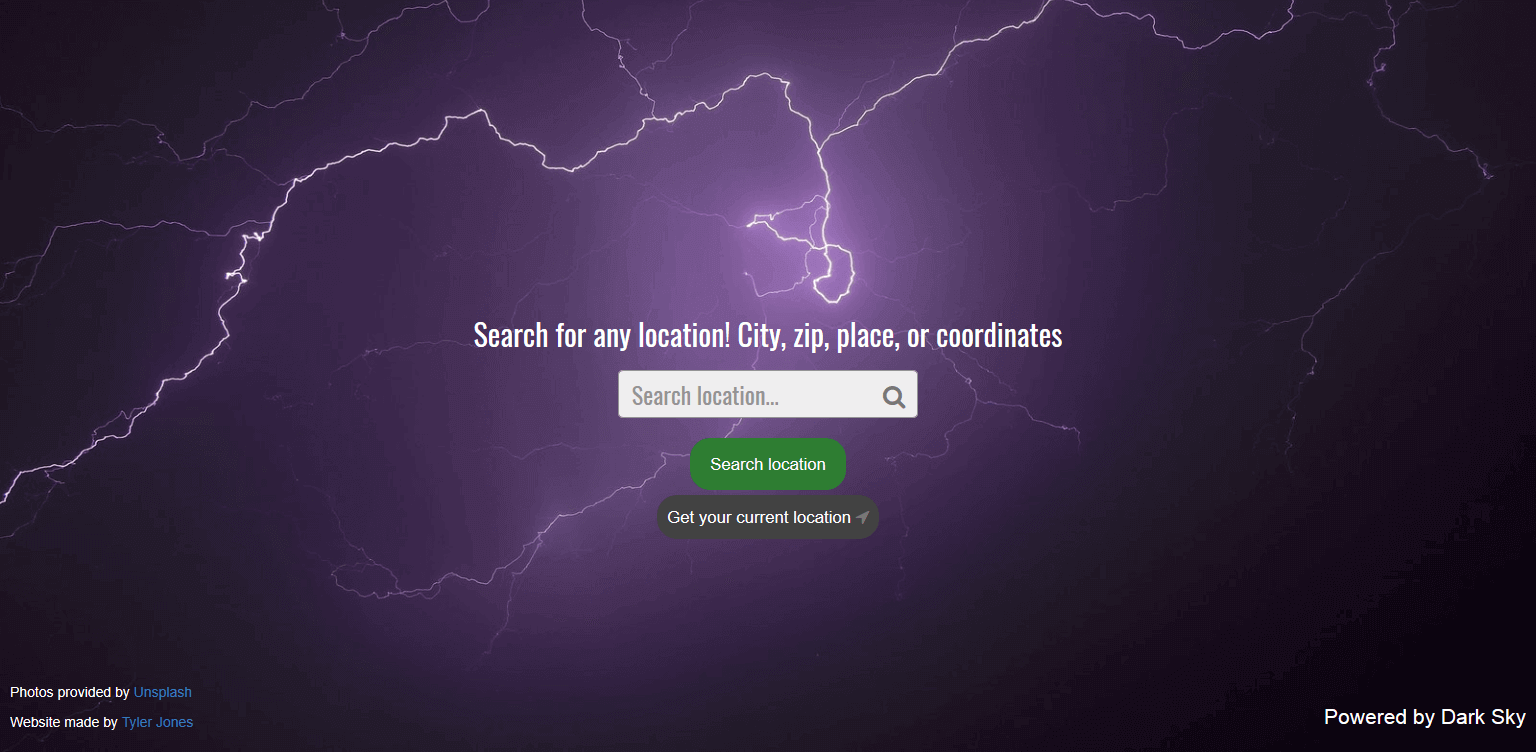 Search for any location! City, zip, place, or coordinates
Search location...
Search location
Get your current location
Photos provided by Unsplash
Website made by Tyler Jones
Powered by Dark Sky